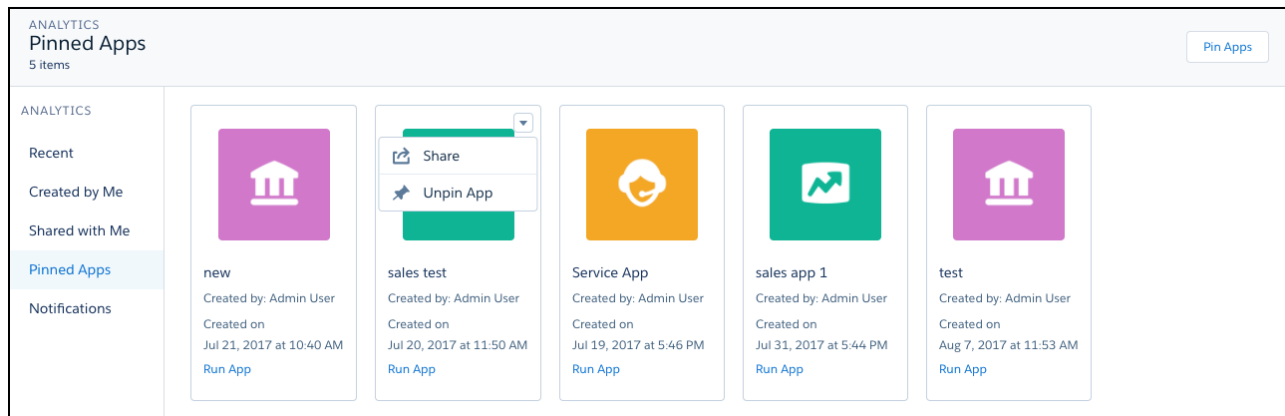 ANALYTICS
Pinned Apps
5 items
Pin Apps
ANALYTICS
Recent
Created by Me
Shared with Me
Pinned Apps
Notifications
new
Created by: Admin User
Created on
Jul 21, 2017 at 10:40 AM
Run App
Share
Unpin App
sales test
Created by: Admin User
Created on
Jul 20, 2017 at 11:50 AM
Run App
Service App
Created by: Admin User
Created on
Jul 19, 2017 at 5:46 PM
Run App
sales app 1
Created by: Admin User
Created on
Jul 31, 2017 at 5:44 PM
Run App
test
Created by: Admin User
Created on
Aug 7, 2017 at 11:53 AM
Run App